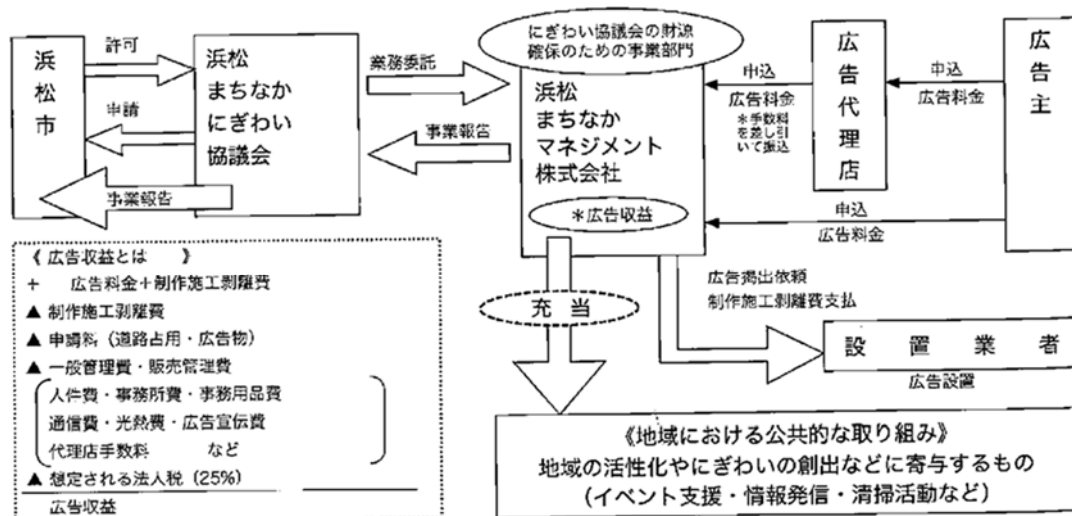 浜松市
許可
申請
事業報告
浜松
まちなか
にぎわい
協議会
業務委託
事業報告
にぎわい協議会の財源
確保のための事業部門
浜松
まちなか
マネジメント
株式会社
*広告収益
申込
広告料金
*手数料
を差し引
いて振込
広告代理店
申込
広告料金
広告主
申込
広告料金
充当
広告掲出依頼
制作施工剥離費支払
設置業者
広告設置
《広告収益とは 》
+ 広告料金+制作施工剥離費
▲ 制作施工剥離費
▲ 申請料（道路占用・広告物）
▲ 一般管理費・販売管理費
人件費・事務所費・事務用品費
通信費・光熱費・広告宣伝費
代理店手数料 など
▲ 想定される法人税（25%）
広告収益
《地域における公共的な取り組み》
地域の活性化やにぎわいの創出などに寄与するもの
（イベント支援・情報発信・清掃活動など）